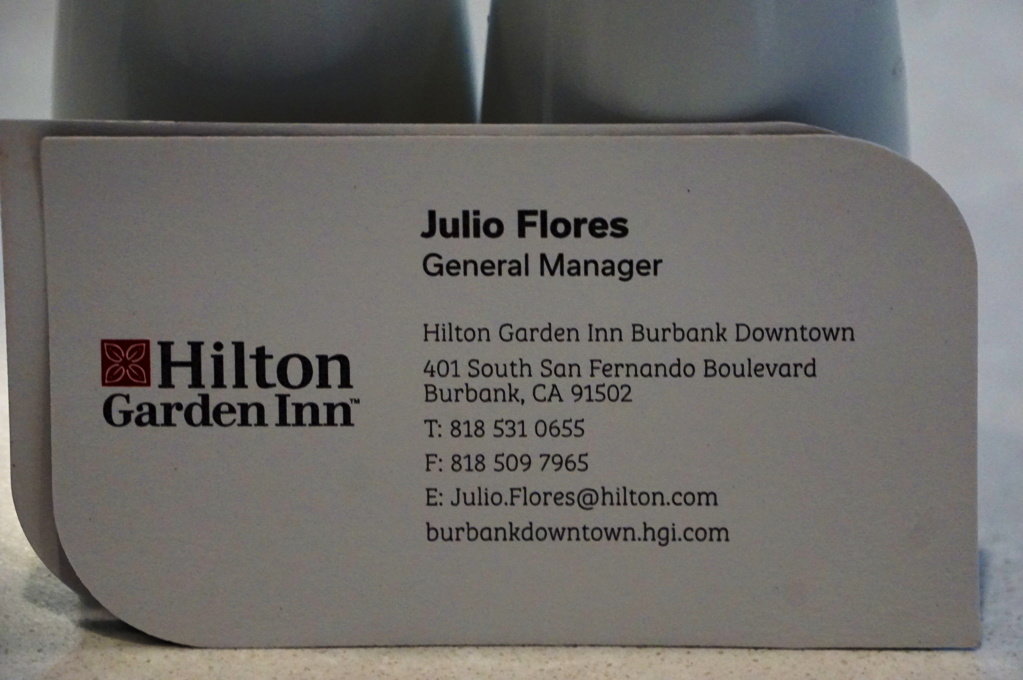 Julio Flores
General Manager
Hilton
Garden Inn™
Hilton Garden Inn Burbank Downtown
401 South San Fernando Boulevard
Burbank, CA 91502
T: 818 531 0655
F: 818 509 7965
E: Julio.Flores@hilton.com
burbankdowntown.hgi.com